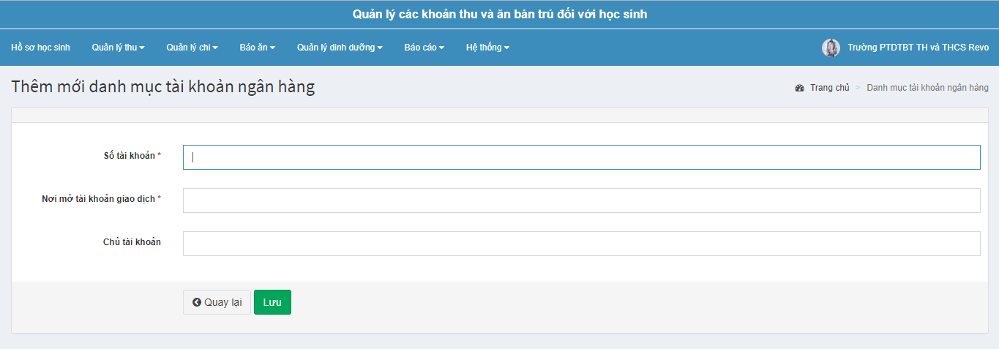 Quản lý các khoản thu và ăn bán trú đối với học sinh
Hồ sơ học sinh Quản lý thu Quản lý chi Báo ăn Quản lý dinh dưỡng Báo cáo Hệ thống Trường PTDTBT TH và THCS Revo
Thêm mới danh mục tài khoản ngân hàng Trang chủ > Danh mục tài khoản ngân hàng
Số tài khoản *
Nơi mở tài khoản giao dịch *
Chủ tài khoản
Quay lại Lưu